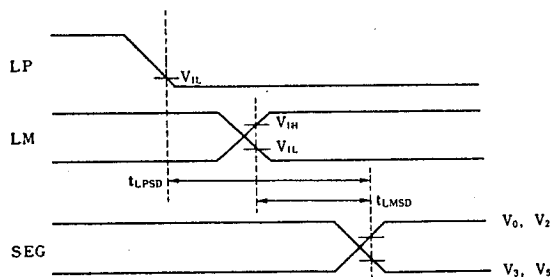 LP
V_IL
LM
V_IH
V_IL
t_LPSD
t_LMSD
SEG
V_0, V_2
V_3, V_5